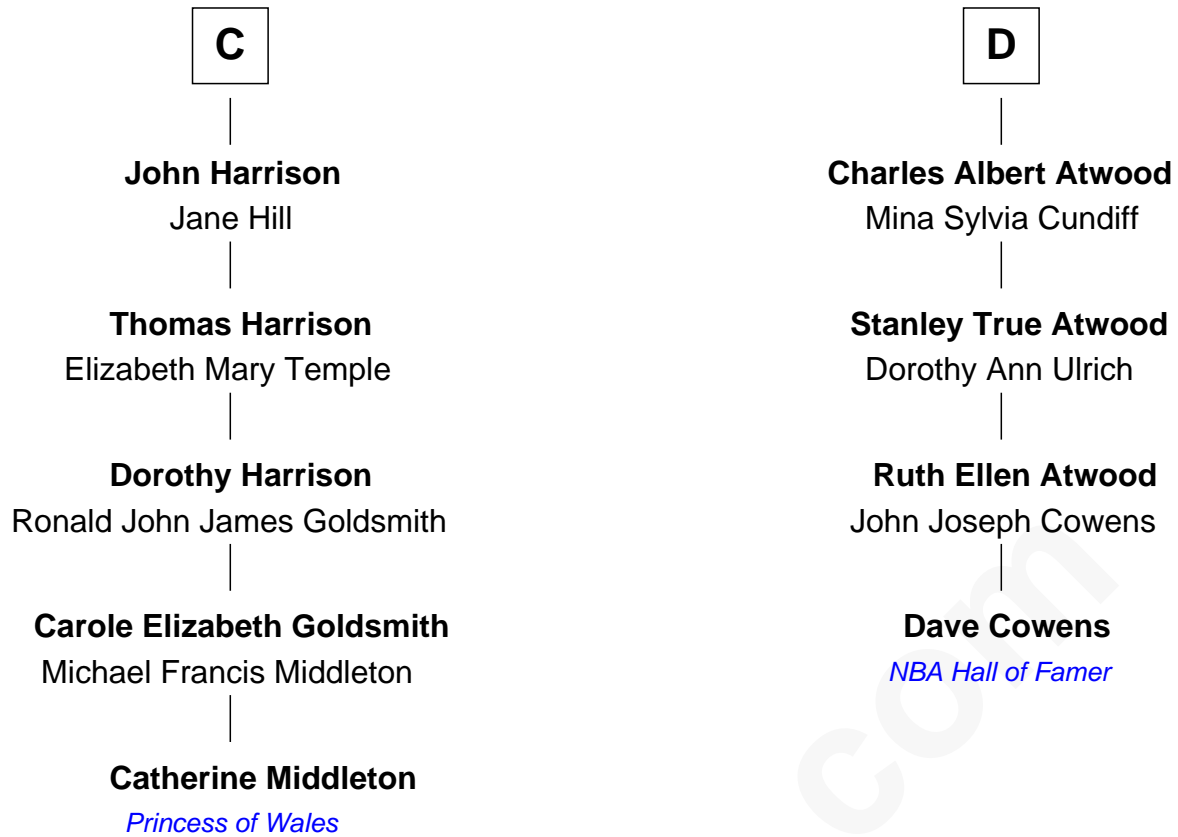 C
John Harrison
Jane Hill
Thomas Harrison
Elizabeth Mary Temple
Dorothy Harrison
Ronald John James Goldsmith
Carole Elizabeth Goldsmith
Michael Francis Middleton
Catherine Middleton
Princess of Wales
D
Charles Albert Atwood
Mina Sylvia Cundiff
Stanley True Atwood
Dorothy Ann Ulrich
Ruth Ellen Atwood
John Joseph Cowens
Dave Cowens
NBA Hall of Famer
com